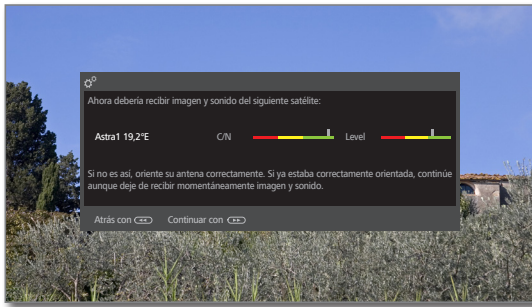 Ahora debería recibir imagen y sonido del siguiente satélite:
Astra1 19,2°E C/N Level
Si no es así, oriente su antena correctamente. Si ya estaba correctamente orientada, continúe
aunque deje de recibir momentáneamente imagen y sonido.
Atrás con Continuar con